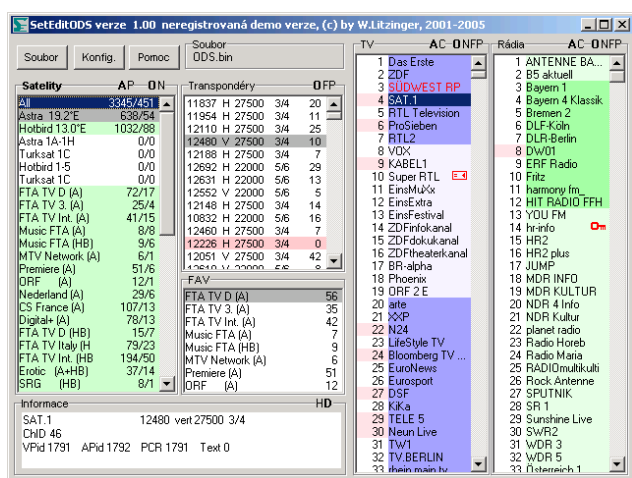 SetEditODS verze 1.00 neregistrovaná demo verze, (c) by W.Litzinger, 2001-2005
Soubor Konfig. Pomoc
Soubor
ODS.bin
Satelity AP ON
All 3345/451
Astra 19.2°E 638/54
Hotbird 13.0°E 1032/88
Astra 1A-1H 0/0
Turksat 1C 0/0
Hotbird 1-5 0/0
Turksat 1C 0/0
FTA TV D (A) 72/17
FTA TV 3. (A) 25/4
FTA TV Int. (A) 41/15
Music FTA (A) 8/8
Music FTA (HB) 9/6
MTV Network (A) 6/1
Premiere (A) 51/6
ORF (A) 12/1
Nederland (A) 29/6
CS France (A) 107/13
Digital+ (A) 78/13
FTA TV D (HB) 15/7
FTA TV Italy (H 79/23
FTA TV Int. (HB 194/50
Erotic (A+HB) 37/14
SRG (HB) 8/1
Transpondéry OFP
11837 H 27500 3/4 20
11954 H 27500 3/4 11
12110 H 27500 3/4 25
12480 V 27500 3/4 10
12188 H 27500 3/4 7
12692 H 22000 5/6 29
12631 H 22000 5/6 13
12552 V 22000 5/6 5
12148 H 27500 3/4 14
10832 H 22000 5/6 16
12460 H 27500 3/4 7
12226 H 27500 3/4 0
12051 V 27500 3/4 42
12610 V 22000 5/6 8
FAV
FTA TV D (A) 56
FTA TV 3. (A) 35
FTA TV Int. (A) 42
Music FTA (A) 7
Music FTA (HB) 9
MTV Network (A) 6
Premiere (A) 51
ORF (A) 12
Informace HD
SAT.1 12480 vert 27500 3/4
ChID 46
VPid 1791 APid 1792 PCR 1791 Text 0
TV AC ONFP
1 Das Erste
2 ZDF
3 SÜDWEST RP
4 SAT.1
5 RTL Television
6 ProSieben
7 RTL2
8 VOX
9 KABEL1
10 Super RTL
11 EinsMuXx
12 EinsExtra
13 EinsFestival
14 ZDFinfokanal
15 ZDFdokukanal
16 ZDFtheaterkanal
17 BR-alpha
18 Phoenix
19 ORF 2 E
20 arte
21 XXP
22 N24
23 LifeStyle TV
24 Bloomberg TV ...
25 EuroNews
26 Eurosport
27 DSF
28 KiKa
29 TELE 5
30 Neun Live
31 TW1
32 TV.BERLIN
33 rhein main tv
Rádia AC ONFP
1 ANTENNE BA...
2 B5 aktuell
3 Bayern 1
4 Bayern 4 Klassik
5 Bremen 2
6 DLF-Köln
7 DLR-Berlin
8 DW01
9 ERF Radio
10 Fritz
11 harmony fm_
12 HIT RADIO FFH
13 YOU FM
14 hr-info
15 HR2
16 HR2 plus
17 JUMP
18 MDR INFO
19 MDR KULTUR
20 NDR 4 Info
21 NDR Kultur
22 planet radio
23 Radio Horeb
24 Radio Maria
25 RADIOmultikulti
26 Rock Antenne
27 SPUTNIK
28 SR 1
29 Sunshine Live
30 SWR2
31 WDR 3
32 WDR 5
33 Österreich 1